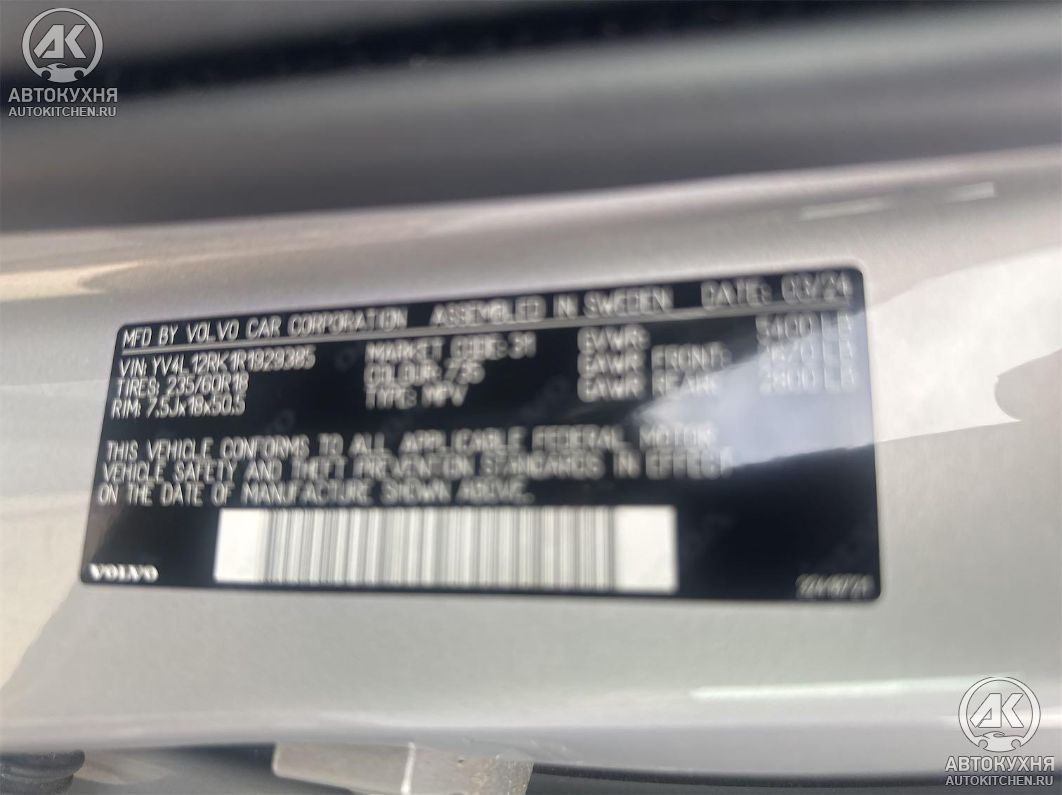 АК
АВТОКУХНЯ
AUTOKITCHEN.RU
MFD BY VOLVO CAR CORPORATION ASSEMBLED IN SWEDEN DATE: 03/24
VIN: YV4L12RK1R1929385 MARKET CODE: 31 GVWR: 5400 LB
TIRES: 235/60R18 COLOUR: 735 GAWR FRONT: LB
RIM: 7.5Jx18x50.5 TYPE: MPV GAWR REAR: 2800 LB
THIS VEHICLE CONFORMS TO ALL APPLICABLE FEDERAL MOTOR
VEHICLE SAFETY AND THEFT PREVENTION STANDARDS IN EFFECT
ON THE DATE OF MANUFACTURE SHOWN ABOVE.
VOLVO
АК
АВТОКУХНЯ
AUTOKITCHEN.RU